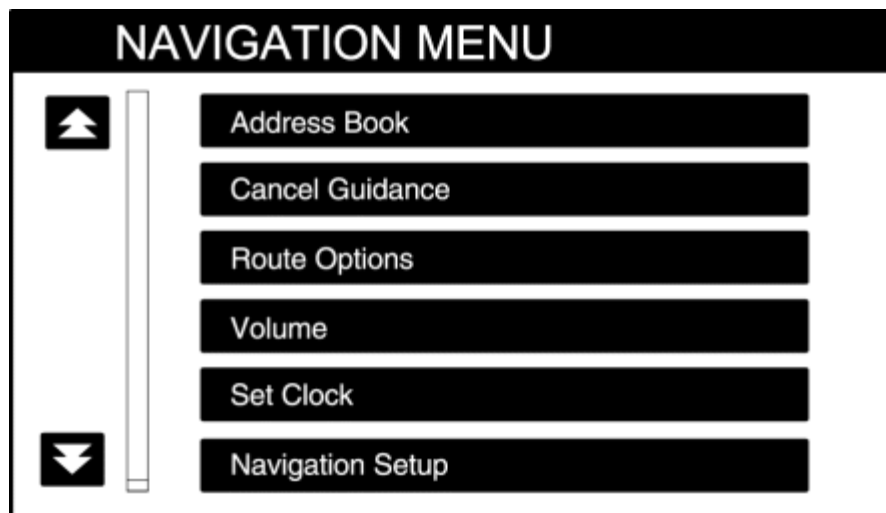 NAVIGATION MENU
Address Book
Cancel Guidance
Route Options
Volume
Set Clock
Navigation Setup